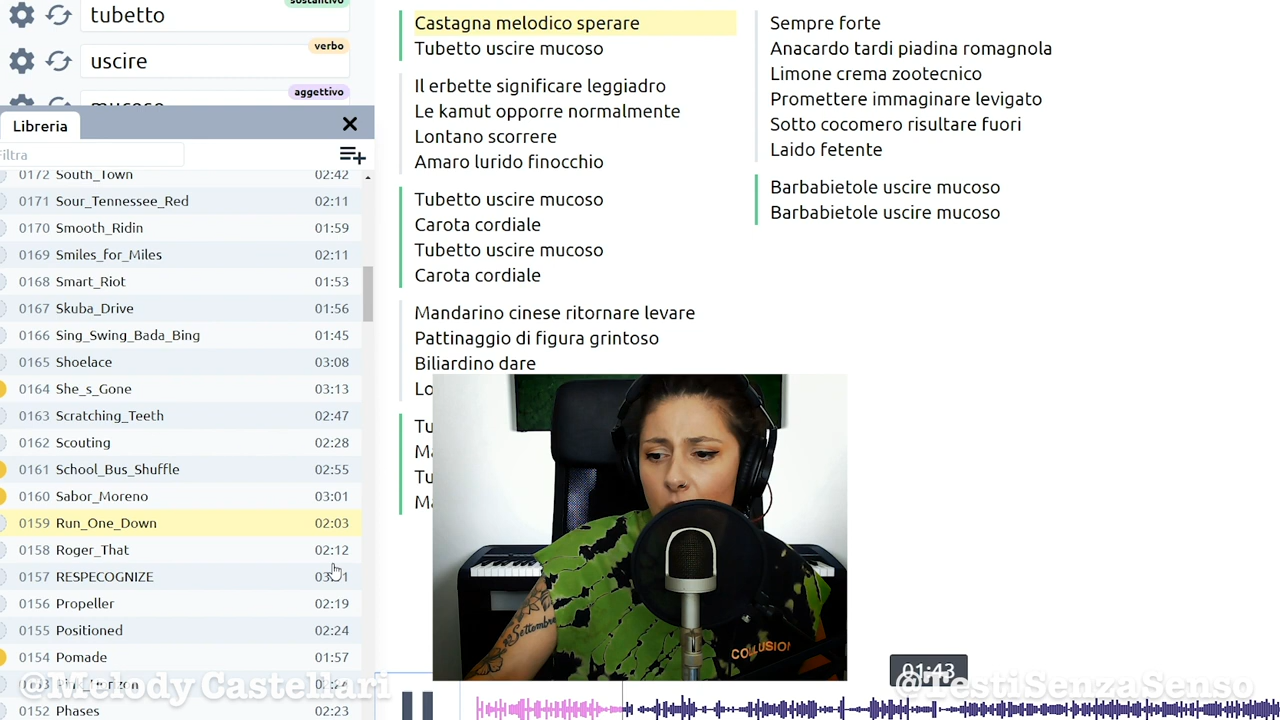 sostantivo
tubetto
verbo
uscire
aggettivo
mucoso
Libreria
Filtra
0172 South_Town 02:42
0171 Sour_Tennessee_Red 02:11
0170 Smooth_Ridin 01:59
0169 Smiles_for_Miles 02:11
0168 Smart_Riot 01:53
0167 Skuba_Drive 01:56
0166 Sing_Swing_Bada_Bing 01:45
0165 Shoelace 03:08
0164 She_s_Gone 03:13
0163 Scratching_Teeth 02:47
0162 Scouting 02:28
0161 School_Bus_Shuffle 02:55
0160 Sabor_Moreno 03:01
0159 Run_One_Down 02:03
0158 Roger_That 02:12
0157 RESPECOGNIZE
0156 Propeller 02:19
0155 Positioned 02:24
0154 Pomade 01:57
0152 Phases 02:23
Castagna melodico sperare
Tubetto uscire mucoso
Il erbette significare leggiadro
Le kamut opporre normalmente
Lontano scorrere
Amaro lurido finocchio
Tubetto uscire mucoso
Carota cordiale
Tubetto uscire mucoso
Carota cordiale
Mandarino cinese ritornare levare
Pattinaggio di figura grintoso
Biliardino dare
Lo
Tu
Ma
Tu
Ma
Sempre forte
Anacardo tardi piadina romagnola
Limone crema zootecnico
Promettere immaginare levigato
Sotto cocomero risultare fuori
Laido fetente
Barbabietole uscire mucoso
Barbabietole uscire mucoso
Settembre
COLLUSION
01:43
Castellari
@TestiSenzaSenso